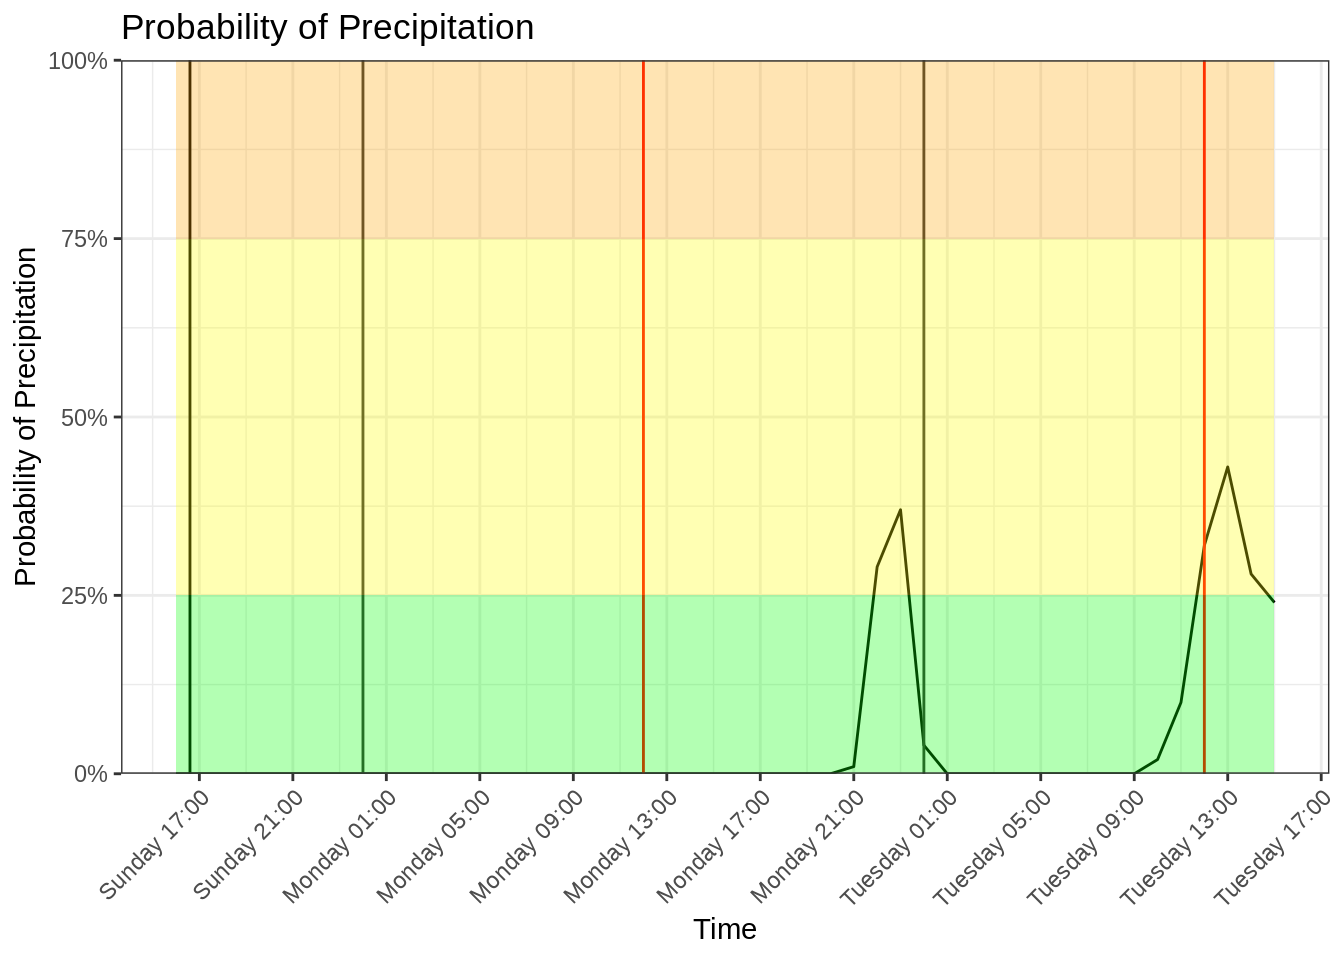 Probability of Precipitation
Probability of Precipitation
100%
75%
50%
25%
0%
Sunday 17:00
Sunday 21:00
Monday 01:00
Monday 05:00
Monday 09:00
Monday 13:00
Monday 17:00
Monday 21:00
Tuesday 01:00
Tuesday 05:00
Tuesday 09:00
Tuesday 13:00
Tuesday 17:00
Time